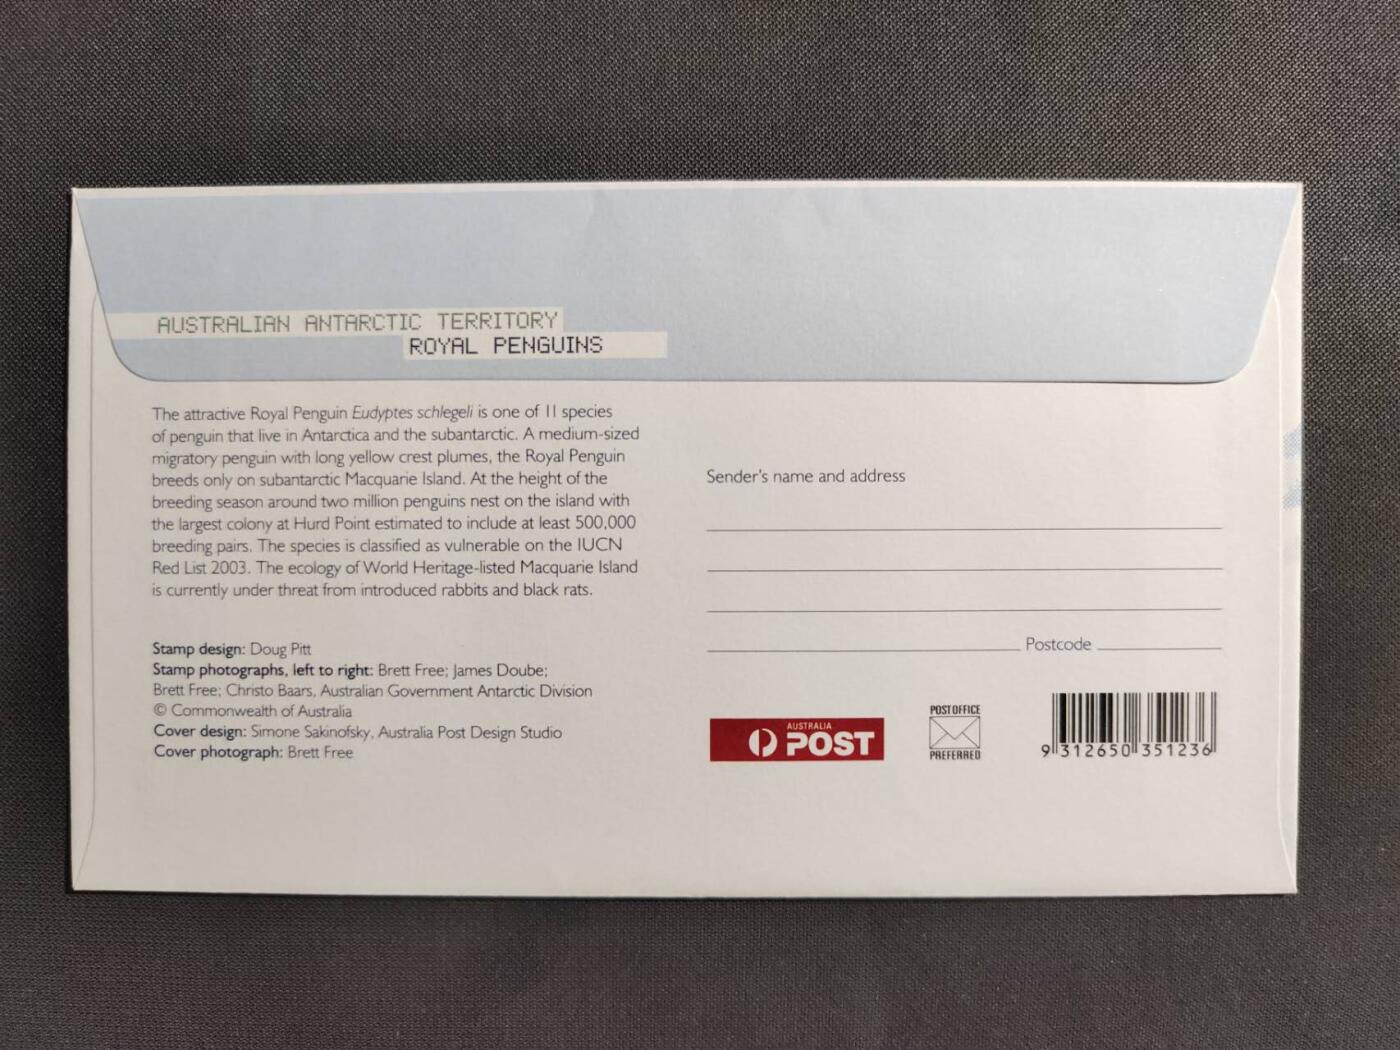 AUSTRALIAN ANTARCTIC TERRITORY
ROYAL PENGUINS
The attractive Royal Penguin Eudyptes schlegeli is one of 11 species
of penguin that live in Antarctica and the subantarctic. A medium-sized
migratory penguin with long yellow crest plumes, the Royal Penguin
breeds only on subantarctic Macquarie Island. At the height of the
breeding season around two million penguins nest on the island with
the largest colony at Hurd Point estimated to include at least 500,000
breeding pairs. The species is classified as vulnerable on the IUCN
Red List 2003. The ecology of World Heritage-listed Macquarie Island
is currently under threat from introduced rabbits and black rats.
Stamp design: Doug Pitt
Stamp photographs, left to right: Brett Free; James Doube;
Brett Free; Christo Baars, Australian Government Antarctic Division
© Commonwealth of Australia
Cover design: Simone Sakinofsky, Australia Post Design Studio
Cover photograph: Brett Free
Sender's name and address
Postcode
AUSTRALIA
POST
POST OFFICE
PREFERRED
9 312650 351236